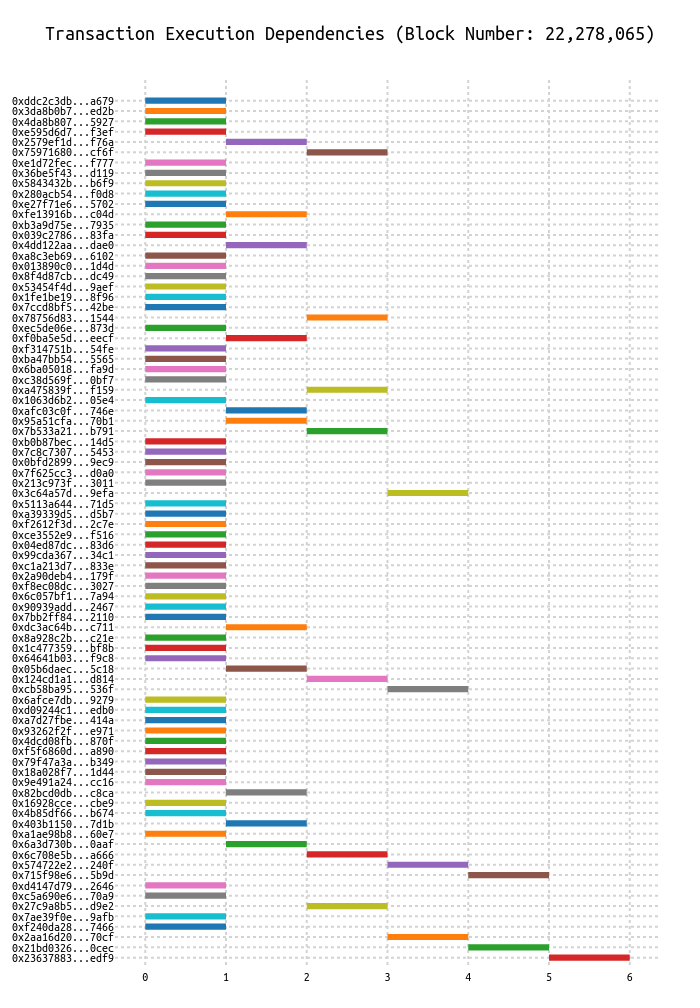 Transaction Execution Dependencies (Block Number: 22,278,065)
0xddc2c3db...a679
0x3da8b0b7...ed2b
0x4da8b807...5927
0xe595d6d7...f3ef
0x2579ef1d...f76a
0x75971680...cf6f
0xe1d72fec...f777
0x36be5f43...d119
0x5843432b...b6f9
0x280acb54...f0d8
0xe27f71e6...5702
0xfe13916b...c04d
0xb3a9d75e...7935
0x039c2786...83fa
0x4dd122aa...dae0
0xa8c3eb69...6102
0x013890c0...1d4d
0x8f4d87cb...dc49
0x53454f4d...9aef
0x1fe1be19...8f96
0x7ccd8bf5...42be
0x78756d83...1544
0xec5de06e...873d
0xf0ba5e5d...eecf
0xf314751b...54fe
0xba47bb54...5565
0x6ba05018...fa9d
0xc38d569f...0bf7
0xa475839f...f159
0x1063d6b2...05e4
0xafc03c0f...746e
0x95a51cfa...70b1
0x7b533a21...b791
0xb0b87bec...14d5
0x7c8c7307...5453
0x0bfd2899...9ec9
0x7f625cc3...d0a0
0x213c973f...3011
0x3c64a57d...9efa
0x5113a644...71d5
0xa39339d5...d5b7
0xf2612f3d...2c7e
0xce3552e9...f516
0x04ed87dc...83d6
0x99cda367...34c1
0xc1a213d7...833e
0x2a90deb4...179f
0xf8ec08dc...3027
0x6c057bf1...7a94
0x90939add...2467
0x7bb2ff84...2110
0xdc3ac64b...c711
0x8a928c2b...c21e
0x1c477359...bf8b
0x64641b03...f9c8
0x05b6daec...5c18
0x124cd1a1...d814
0xcb58ba95...536f
0x6afce7db...9279
0xd09244c1...edb0
0xa7d27fbe...414a
0x93262f2f...e971
0x4dcd08fb...870f
0xf5f6860d...a890
0x79f47a3a...b349
0x18a028f7...1d44
0x9e491a24...cc16
0x82bcd0db...c8ca
0x16928cce...cbe9
0x4b85df66...b674
0x403b1150...7d1b
0xa1ae98b8...60e7
0x6a3d730b...0aaf
0x6c708e5b...a666
0x574722e2...240f
0x715f98e6...5b9d
0xd4147d79...2646
0xc5a690e6...70a9
0x27c9a8b5...d9e2
0x7ae39f0e...9afb
0xf240da28...7466
0x2aa16d20...70cf
0x21bd0326...0cec
0x23637883...edf9
0 1 2 3 4 5 6